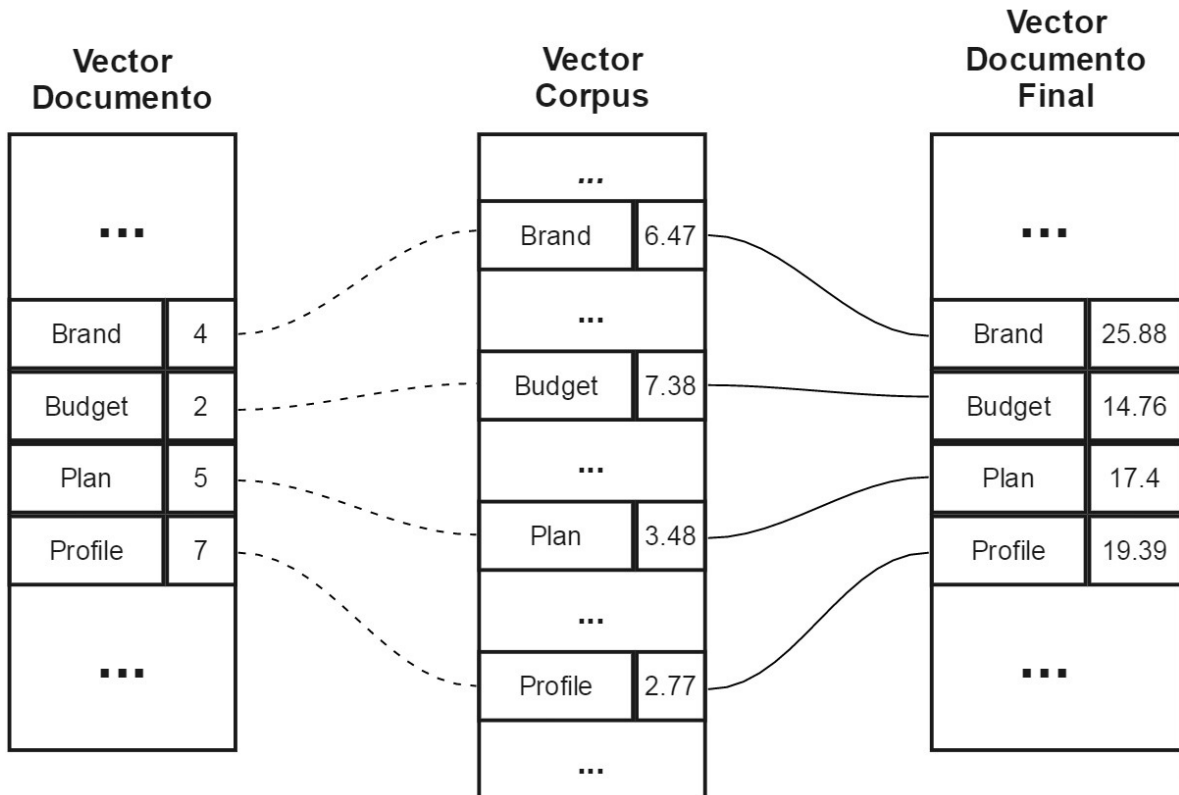 Vector
Documento
...
Brand 4
Budget 2
Plan 5
Profile 7
...
Vector
Corpus
...
Brand 6.47
...
Budget 7.38
...
Plan 3.48
...
Profile 2.77
...
Vector
Documento
Final
...
Brand 25.88
Budget 14.76
Plan 17.4
Profile 19.39
...